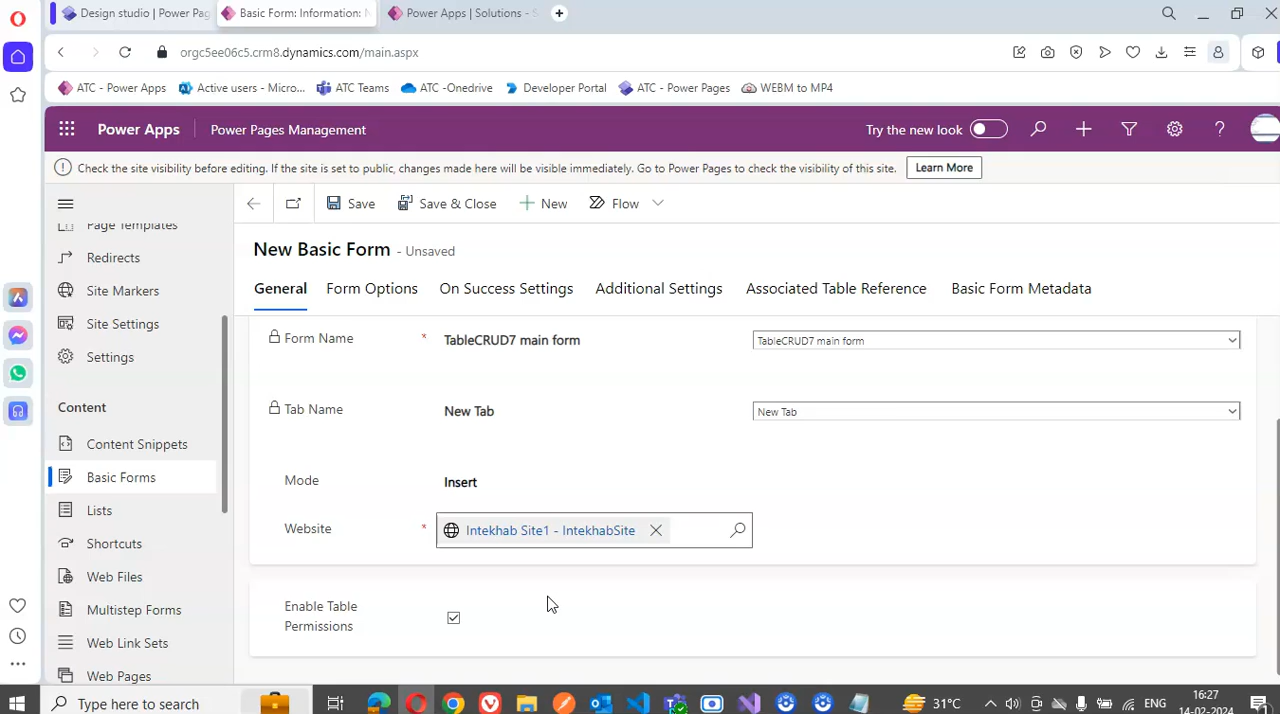 Design studio | Power Pag
Basic Form: Information: N
Power Apps | Solutions - S
orgc5ee06c5.crm8.dynamics.com/main.aspx
ATC - Power Apps
Active users - Micro...
ATC Teams
ATC -Onedrive
Developer Portal
ATC - Power Pages
WEBM to MP4
Power Apps
Power Pages Management
Try the new look
Check the site visibility before editing. If the site is set to public, changes made here will be visible immediately. Go to Power Pages to check the visibility of this site.
Learn More
Save
Save & Close
New
Flow
New Basic Form - Unsaved
General
Form Options
On Success Settings
Additional Settings
Associated Table Reference
Basic Form Metadata
Page Templates
Redirects
Site Markers
Site Settings
Settings
Content
Content Snippets
Basic Forms
Lists
Shortcuts
Web Files
Multistep Forms
Web Link Sets
Web Pages
Form Name
*
TableCRUD7 main form
TableCRUD7 main form
Tab Name
New Tab
New Tab
Mode
Insert
Website
*
Intekhab Site1 - IntekhabSite
Enable Table
Permissions
Type here to search
31°C
ENG
16:27
14-02-2024